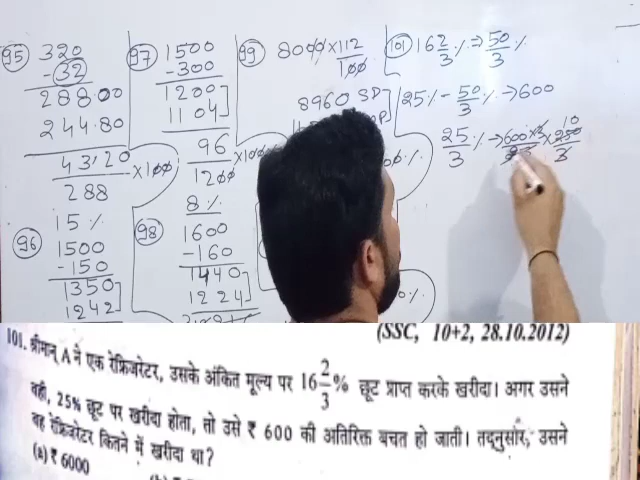 95 320
- 32
288.00
244.80
43.20 ×100
288
15%
96 1500
-150
1350
1242
97 1500
-300
1200
1104
96 ×100
1200
8%
98 1600
-160
1440
1224
99 8000×112
100
8960 SP
101 16 2/3 % → 50/3 %
25% - 50/3 % → 600
25/3 % →
(SSC, 10+2, 28.10.2012)
101. श्रीमान् A ने एक रेफ्रिजरेटर, उसके अंकित मूल्य पर 16 2/3 % छूट प्राप्त करके खरीदा। अगर उसने
वही, 25% छूट पर खरीदा होता, तो उसे ₹ 600 की अतिरिक्त बचत हो जाती। तद्नुसार, उसने
वह रेफ्रिजरेटर कितने में खरीदा था?
(a) ₹ 6000